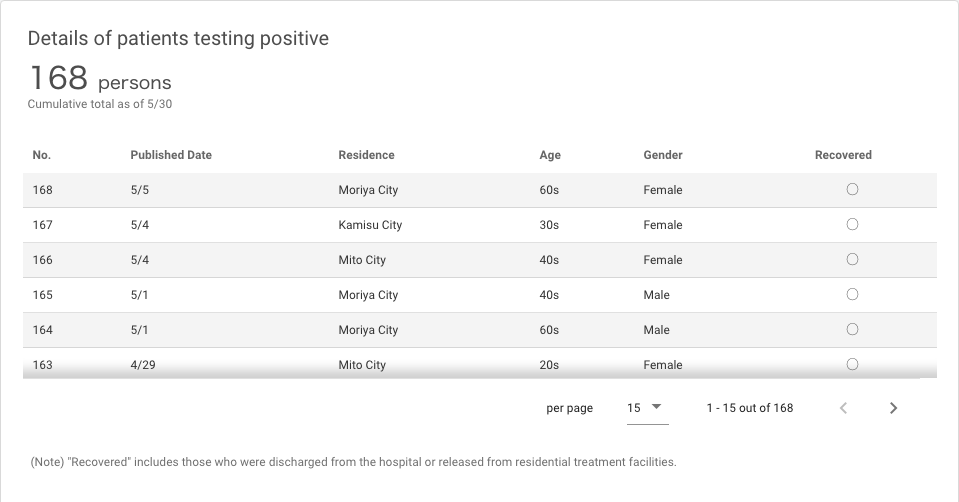 Details of patients testing positive
168 persons
Cumulative total as of 5/30
No. Published Date Residence Age Gender Recovered
168 5/5 Moriya City 60s Female ○
167 5/4 Kamisu City 30s Female ○
166 5/4 Mito City 40s Female ○
165 5/1 Moriya City 40s Male ○
164 5/1 Moriya City 60s Male ○
163 4/29 Mito City 20s Female ○
per page 15 1 - 15 out of 168
(Note) "Recovered" includes those who were discharged from the hospital or released from residential treatment facilities.